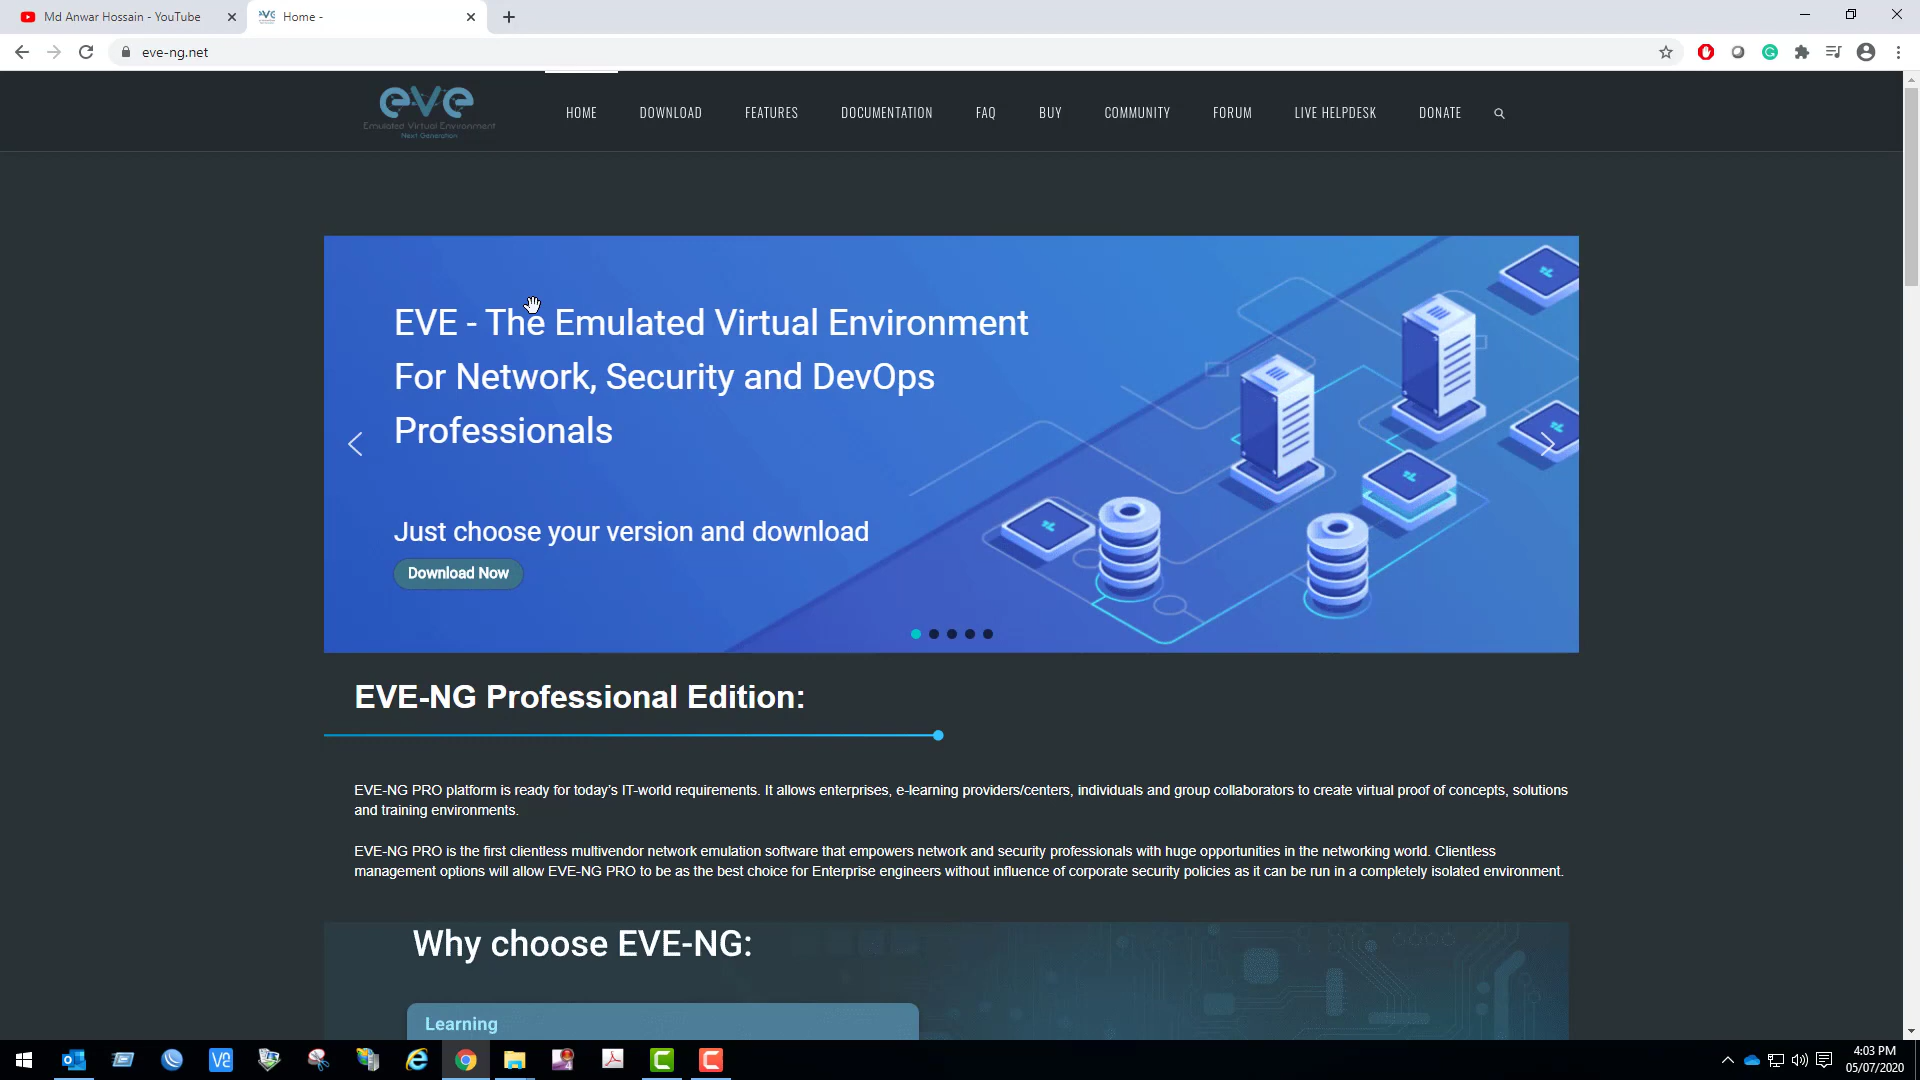 Md Anwar Hossain - YouTube
Home -
eve-ng.net
eve
Emulated Virtual Environment
Next Generation
HOME DOWNLOAD FEATURES DOCUMENTATION FAQ BUY COMMUNITY FORUM LIVE HELPDESK DONATE
EVE - The Emulated Virtual Environment
For Network, Security and DevOps
Professionals
Just choose your version and download
Download Now
EVE-NG Professional Edition:
EVE-NG PRO platform is ready for today's IT-world requirements. It allows enterprises, e-learning providers/centers, individuals and group collaborators to create virtual proof of concepts, solutions
and training environments.
EVE-NG PRO is the first clientless multivendor network emulation software that empowers network and security professionals with huge opportunities in the networking world. Clientless
management options will allow EVE-NG PRO to be as the best choice for Enterprise engineers without influence of corporate security policies as it can be run in a completely isolated environment.
Why choose EVE-NG:
Learning
4:03 PM
05/07/2020